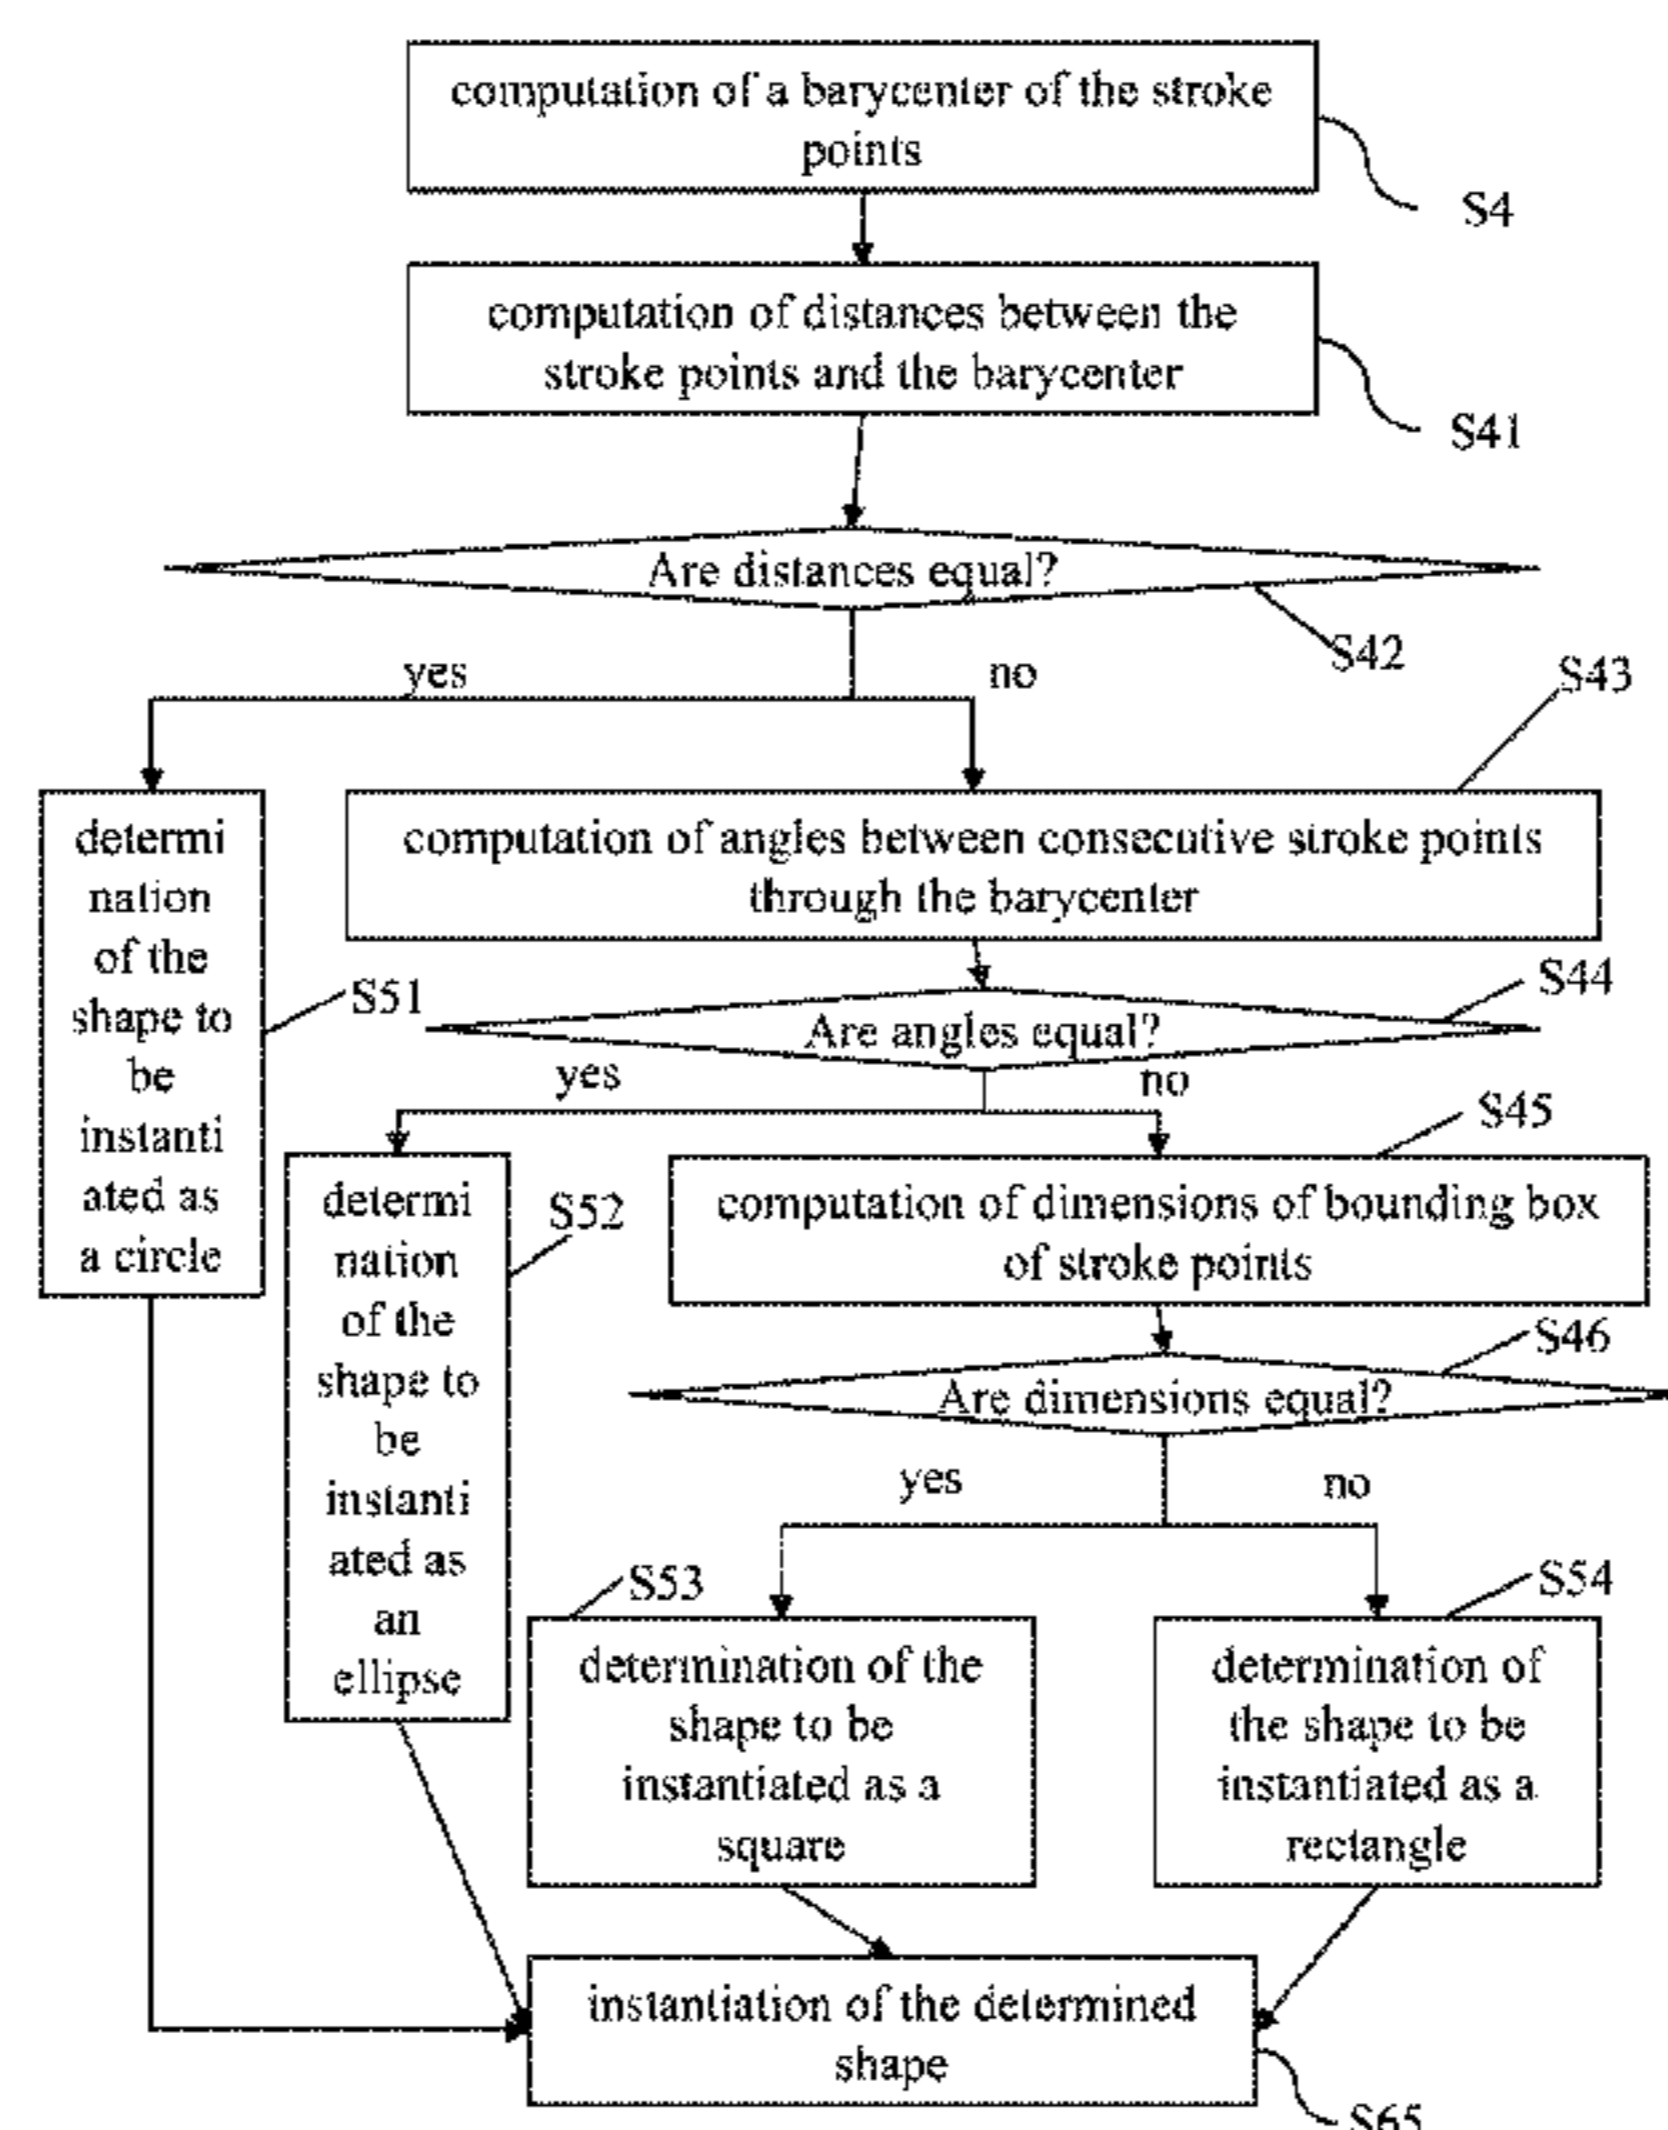 computation of a barycenter of the stroke
points
S4
computation of distances between the
stroke points and the barycenter
S41
Are distances equal?
S42
yes
no
S43
determi
nation
of the
shape to
be
instanti
ated as
a circle
S51
computation of angles between consecutive stroke points
through the barycenter
S44
Are angles equal?
yes
no
S45
determi
nation
of the
shape to
be
instanti
ated as
an
ellipse
S52
computation of dimensions of bounding box
of stroke points
S46
Are dimensions equal?
yes
no
S53
S54
determination of the
shape to be
instantiated as a
square
determination of
the shape to be
instantiated as a
rectangle
instantiation of the determined
shape
S65